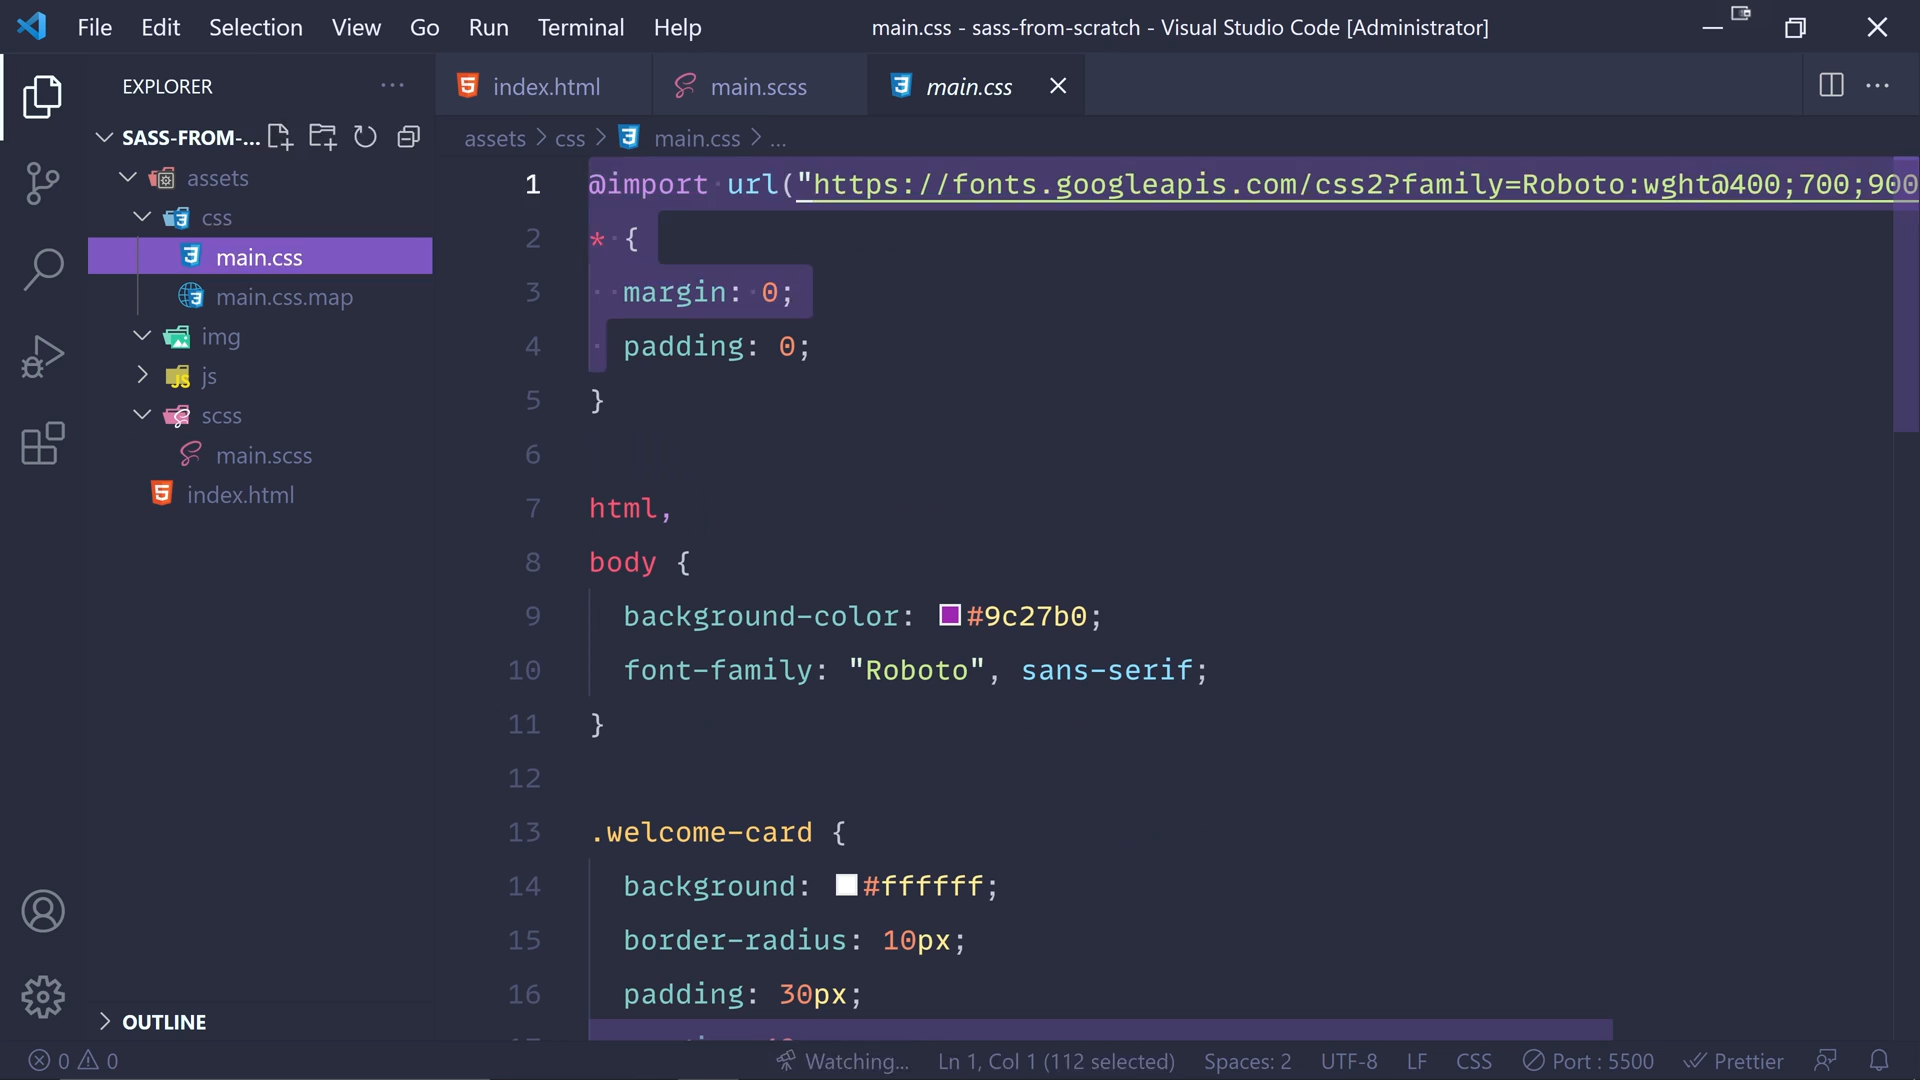 File Edit Selection View Go Run Terminal Help
main.css - sass-from-scratch - Visual Studio Code [Administrator]
EXPLORER
SASS-FROM-...
assets
css
main.css
main.css.map
img
js
scss
main.scss
index.html
OUTLINE
index.html
main.scss
main.css
assets > css > main.css > ...
1 @import url("https://fonts.googleapis.com/css2?family=Roboto:wght@400;700;900
2 * {
3 margin: 0;
4 padding: 0;
5 }
6
7 html,
8 body {
9 background-color: #9c27b0;
10 font-family: "Roboto", sans-serif;
11 }
12
13 .welcome-card {
14 background: #ffffff;
15 border-radius: 10px;
16 padding: 30px;
0 0
Watching... Ln 1, Col 1 (112 selected) Spaces: 2 UTF-8 LF CSS Port : 5500 Prettier